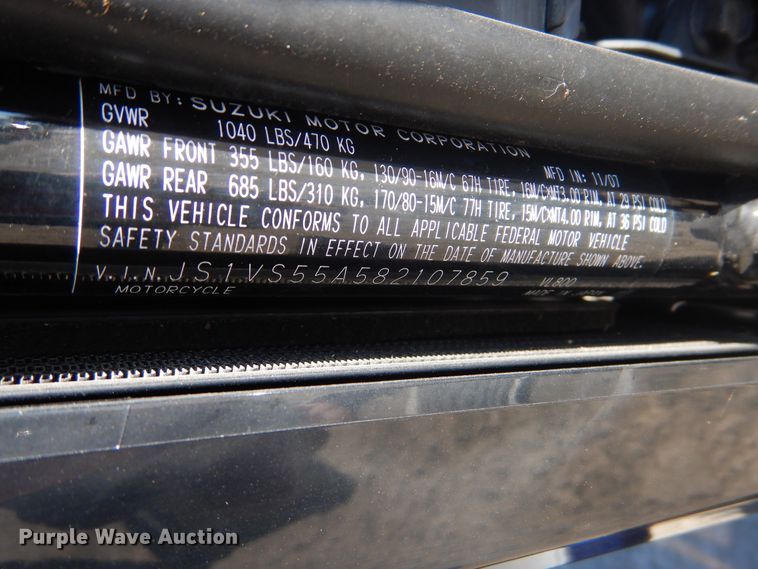 MFD BY: SUZUKI MOTOR CORPORATION MFD IN: 11/07
GVWR 1040 LBS/470 KG
GAWR FRONT 355 LBS/160 KG, 130/90-16M/C 67H TIRE, 16M/CXMT3.00 RIM, AT 29 PSI COLD
GAWR REAR 685 LBS/310 KG, 170/80-15M/C 77H TIRE, 15M/CXMT4.00 RIM, AT 36 PSI COLD
THIS VEHICLE CONFORMS TO ALL APPLICABLE FEDERAL MOTOR VEHICLE
SAFETY STANDARDS IN EFFECT ON THE DATE OF MANUFACTURE SHOWN ABOVE.
V.I.N. JS1VS55A582107859 VL800
MOTORCYCLE MADE IN JAPAN
Purple Wave Auction